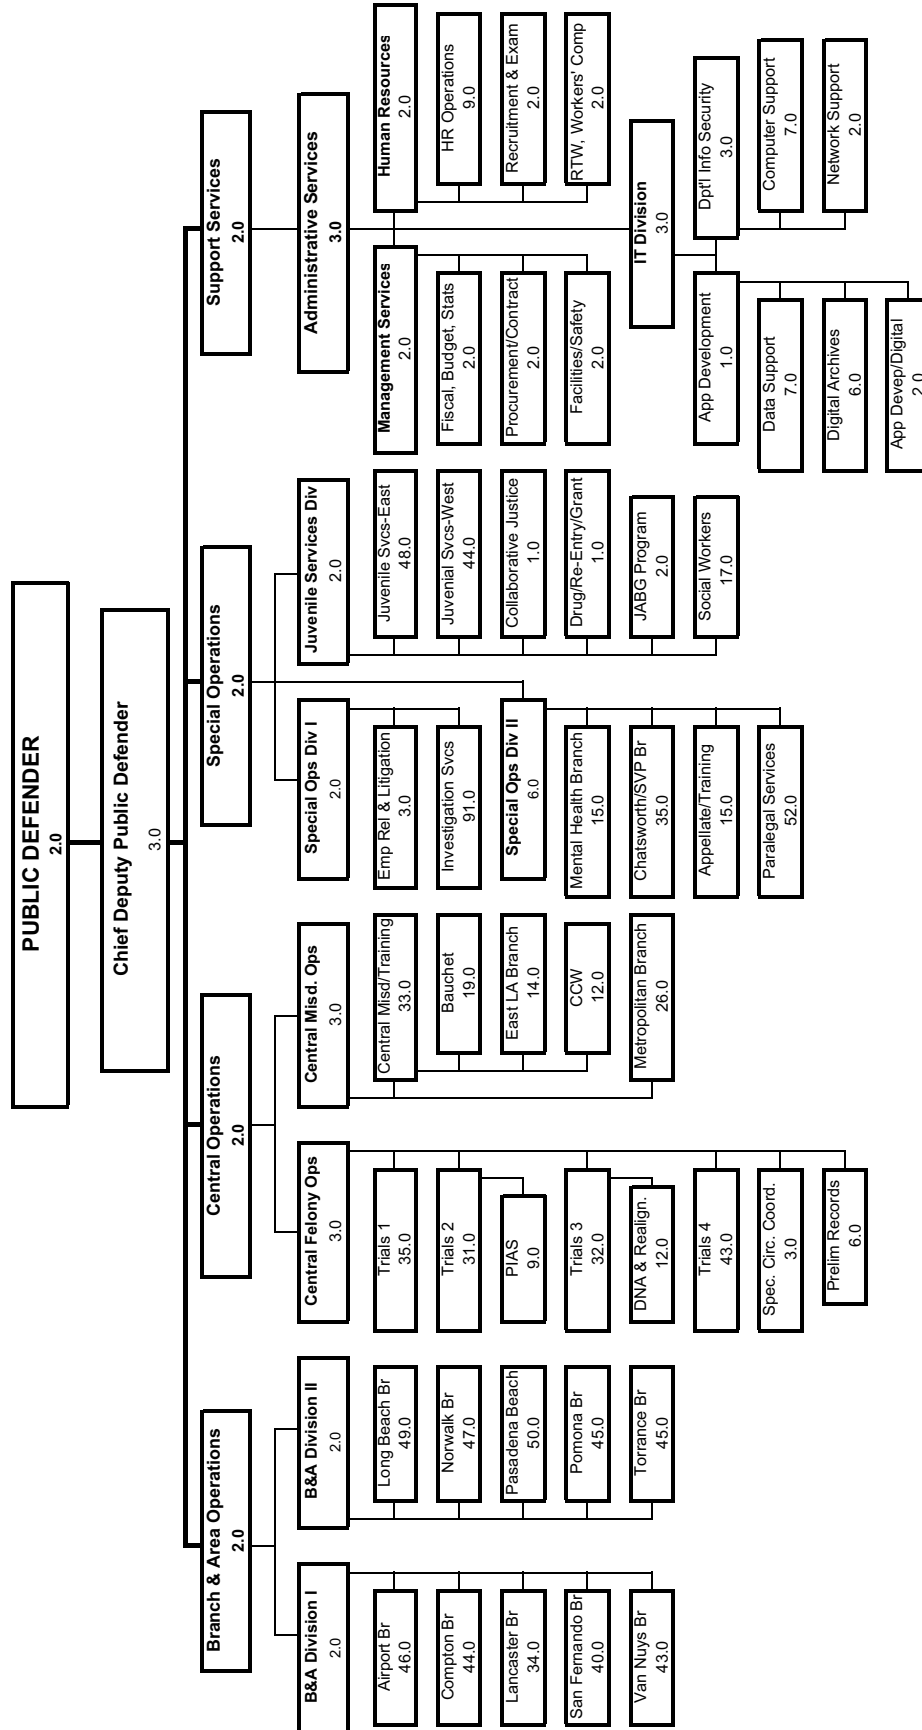 PUBLIC DEFENDER
2.0
Chief Deputy Public Defender
3.0
Branch & Area Operations
2.0
B&A Division I
2.0
Airport Br
46.0
Compton Br
44.0
Lancaster Br
34.0
San Fernando Br
40.0
Van Nuys Br
43.0
B&A Division II
2.0
Long Beach Br
49.0
Norwalk Br
47.0
Pasadena Beach
50.0
Pomona Br
45.0
Torrance Br
45.0
Central Operations
2.0
Central Felony Ops
3.0
Trials 1
35.0
Trials 2
31.0
PIAS
9.0
Trials 3
32.0
DNA & Realign.
12.0
Trials 4
43.0
Spec. Circ. Coord.
3.0
Prelim Records
6.0
Central Misd. Ops
3.0
Central Misd/Training
33.0
Bauchet
19.0
East LA Branch
14.0
CCW
12.0
Metropolitan Branch
26.0
Special Operations
2.0
Special Ops Div I
2.0
Emp Rel & Litigation
3.0
Investigation Svcs
91.0
Special Ops Div II
6.0
Mental Health Branch
15.0
Chatsworth/SVP Br
35.0
Appellate/Training
15.0
Paralegal Services
52.0
Juvenile Services Div
2.0
Juvenile Svcs-East
48.0
Juvenial Svcs-West
44.0
Collaborative Justice
1.0
Drug/Re-Entry/Grant
1.0
JABG Program
2.0
Social Workers
17.0
Support Services
2.0
Administrative Services
3.0
Management Services
2.0
Fiscal, Budget, Stats
2.0
Procurement/Contract
2.0
Facilities/Safety
2.0
Human Resources
2.0
HR Operations
9.0
Recruitment & Exam
2.0
RTW, Workers' Comp
2.0
IT Division
3.0
App Development
1.0
Data Support
7.0
Digital Archives
6.0
App Devep/Digital
2.0
Dpt'l Info Security
3.0
Computer Support
7.0
Network Support
2.0